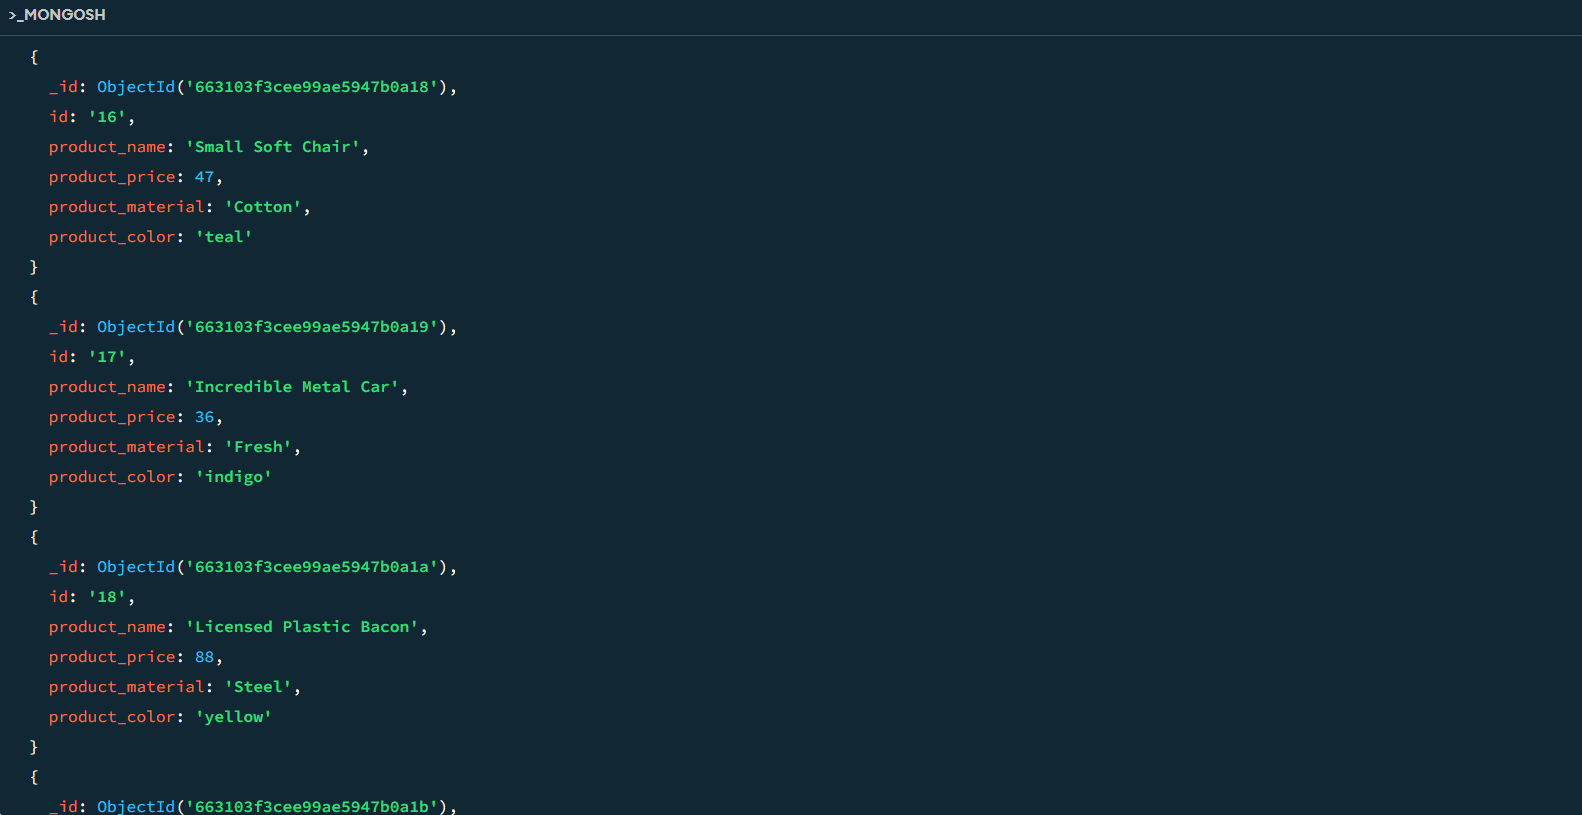 >_MONGOSH
{
_id: ObjectId('663103f3cee99ae5947b0a18'),
id: '16',
product_name: 'Small Soft Chair',
product_price: 47,
product_material: 'Cotton',
product_color: 'teal'
}
{
_id: ObjectId('663103f3cee99ae5947b0a19'),
id: '17',
product_name: 'Incredible Metal Car',
product_price: 36,
product_material: 'Fresh',
product_color: 'indigo'
}
{
_id: ObjectId('663103f3cee99ae5947b0a1a'),
id: '18',
product_name: 'Licensed Plastic Bacon',
product_price: 88,
product_material: 'Steel',
product_color: 'yellow'
}
{
_id: ObjectId('663103f3cee99ae5947b0a1b'),